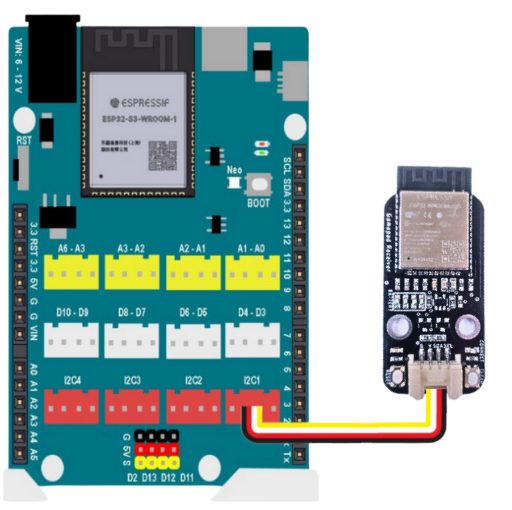 VIN: 6 - 12 V
ESPRESSIF
ESP32-S3-WROOM-1
RST
Neo
BOOT
SCL
SDA
3.3
13
12
11
10
9
8
7
6
5
4
3
2
Tx
3.3
RST
3.3
5V
G
G
VIN
A0
A1
A2
A3
A4
A5
A6 - A3
A3 - A2
A2 - A1
A1 - A0
D10 - D9
D8 - D7
D6 - D5
D4 - D3
I2C4
I2C3
I2C2
I2C1
G
5V
S
D2 D13 D12 D11
ESPRESSIF
Gamepad Receiver